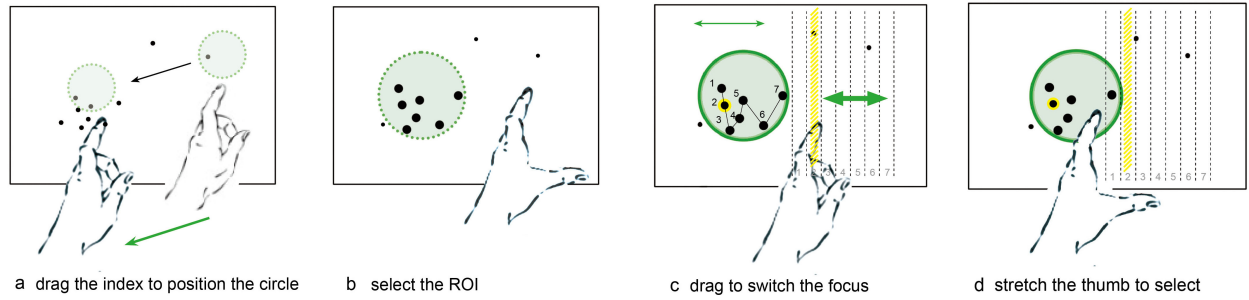 1
2
3
4
5
6
7
1 3 4 5 6 7
1 2 3 4 5 6 7
a drag the index to position the circle
b select the ROI
c drag to switch the focus
d stretch the thumb to select